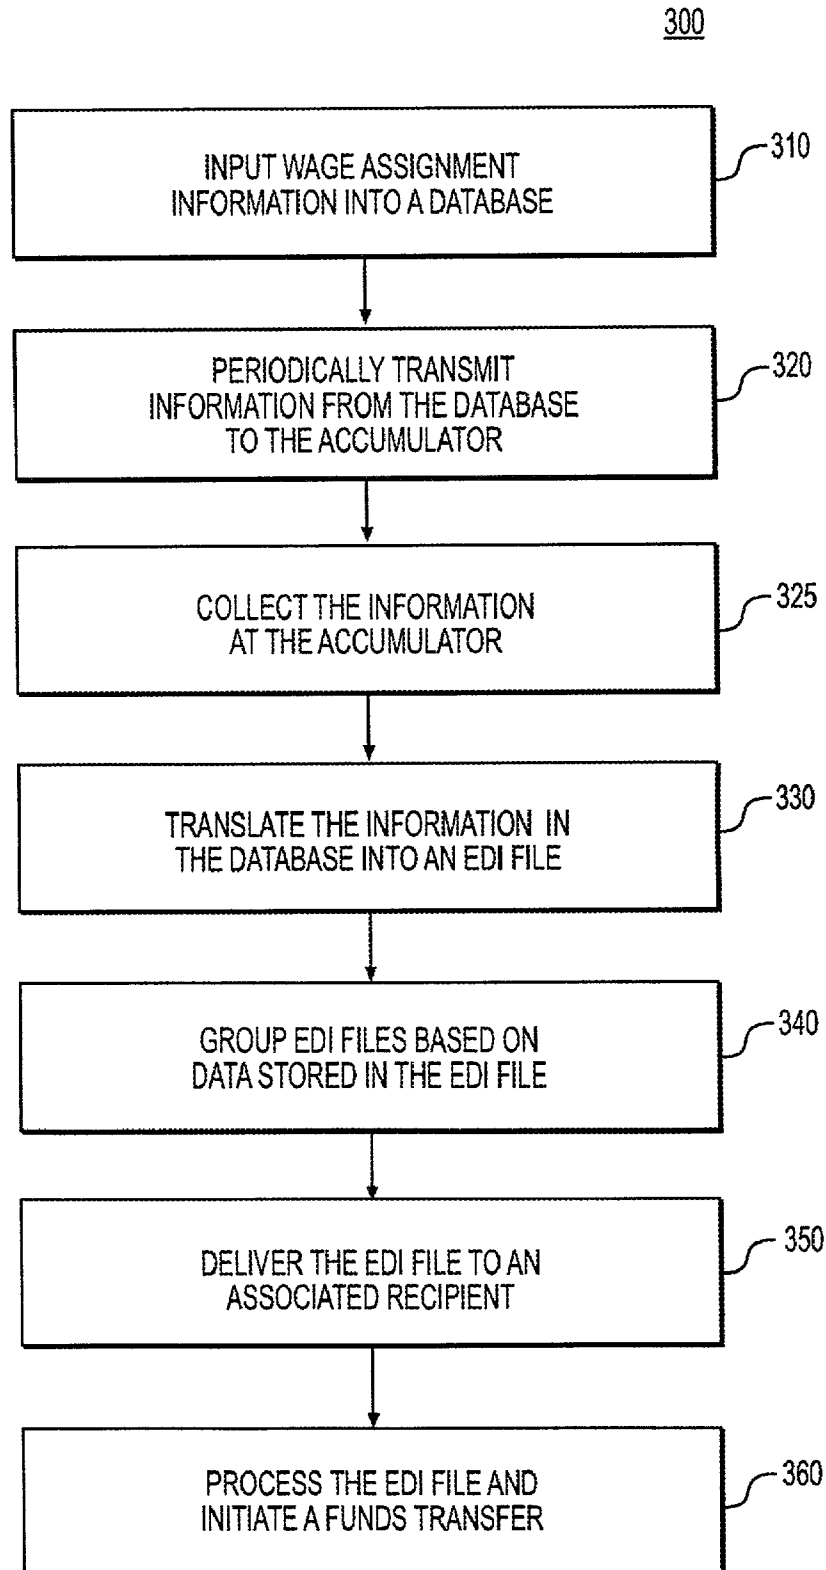 300
INPUT WAGE ASSIGNMENT
INFORMATION INTO A DATABASE
310
PERIODICALLY TRANSMIT
INFORMATION FROM THE DATABASE
TO THE ACCUMULATOR
320
COLLECT THE INFORMATION
AT THE ACCUMULATOR
325
TRANSLATE THE INFORMATION IN
THE DATABASE INTO AN EDI FILE
330
GROUP EDI FILES BASED ON
DATA STORED IN THE EDI FILE
340
DELIVER THE EDI FILE TO AN
ASSOCIATED RECIPIENT
350
PROCESS THE EDI FILE AND
INITIATE A FUNDS TRANSFER
360